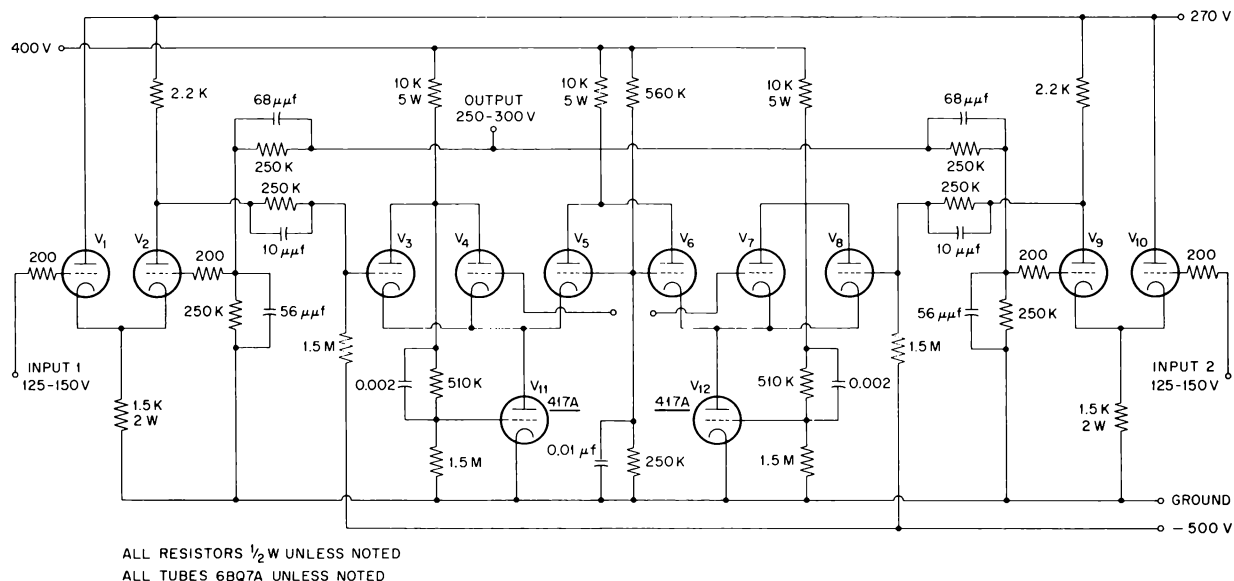 270 V
400 V
2.2 K
68 μμf
250 K
250 K
10 μμf
10 K
5 W
OUTPUT
250-300 V
10 K
5 W
560 K
10 K
5 W
68 μμf
250 K
250 K
10 μμf
2.2 K
V1
V2
V3
V4
V5
V6
V7
V8
V9
V10
200
200
200
200
250 K
56 μμf
56 μμf
250 K
INPUT 1
125-150 V
1.5 M
0.002
510 K
V11
417A
V12
417A
510 K
0.002
1.5 M
INPUT 2
125-150 V
1.5 K
2 W
1.5 M
0.01 μf
250 K
1.5 M
1.5 K
2 W
GROUND
-500 V
ALL RESISTORS 1/2 W UNLESS NOTED
ALL TUBES 6BQ7A UNLESS NOTED